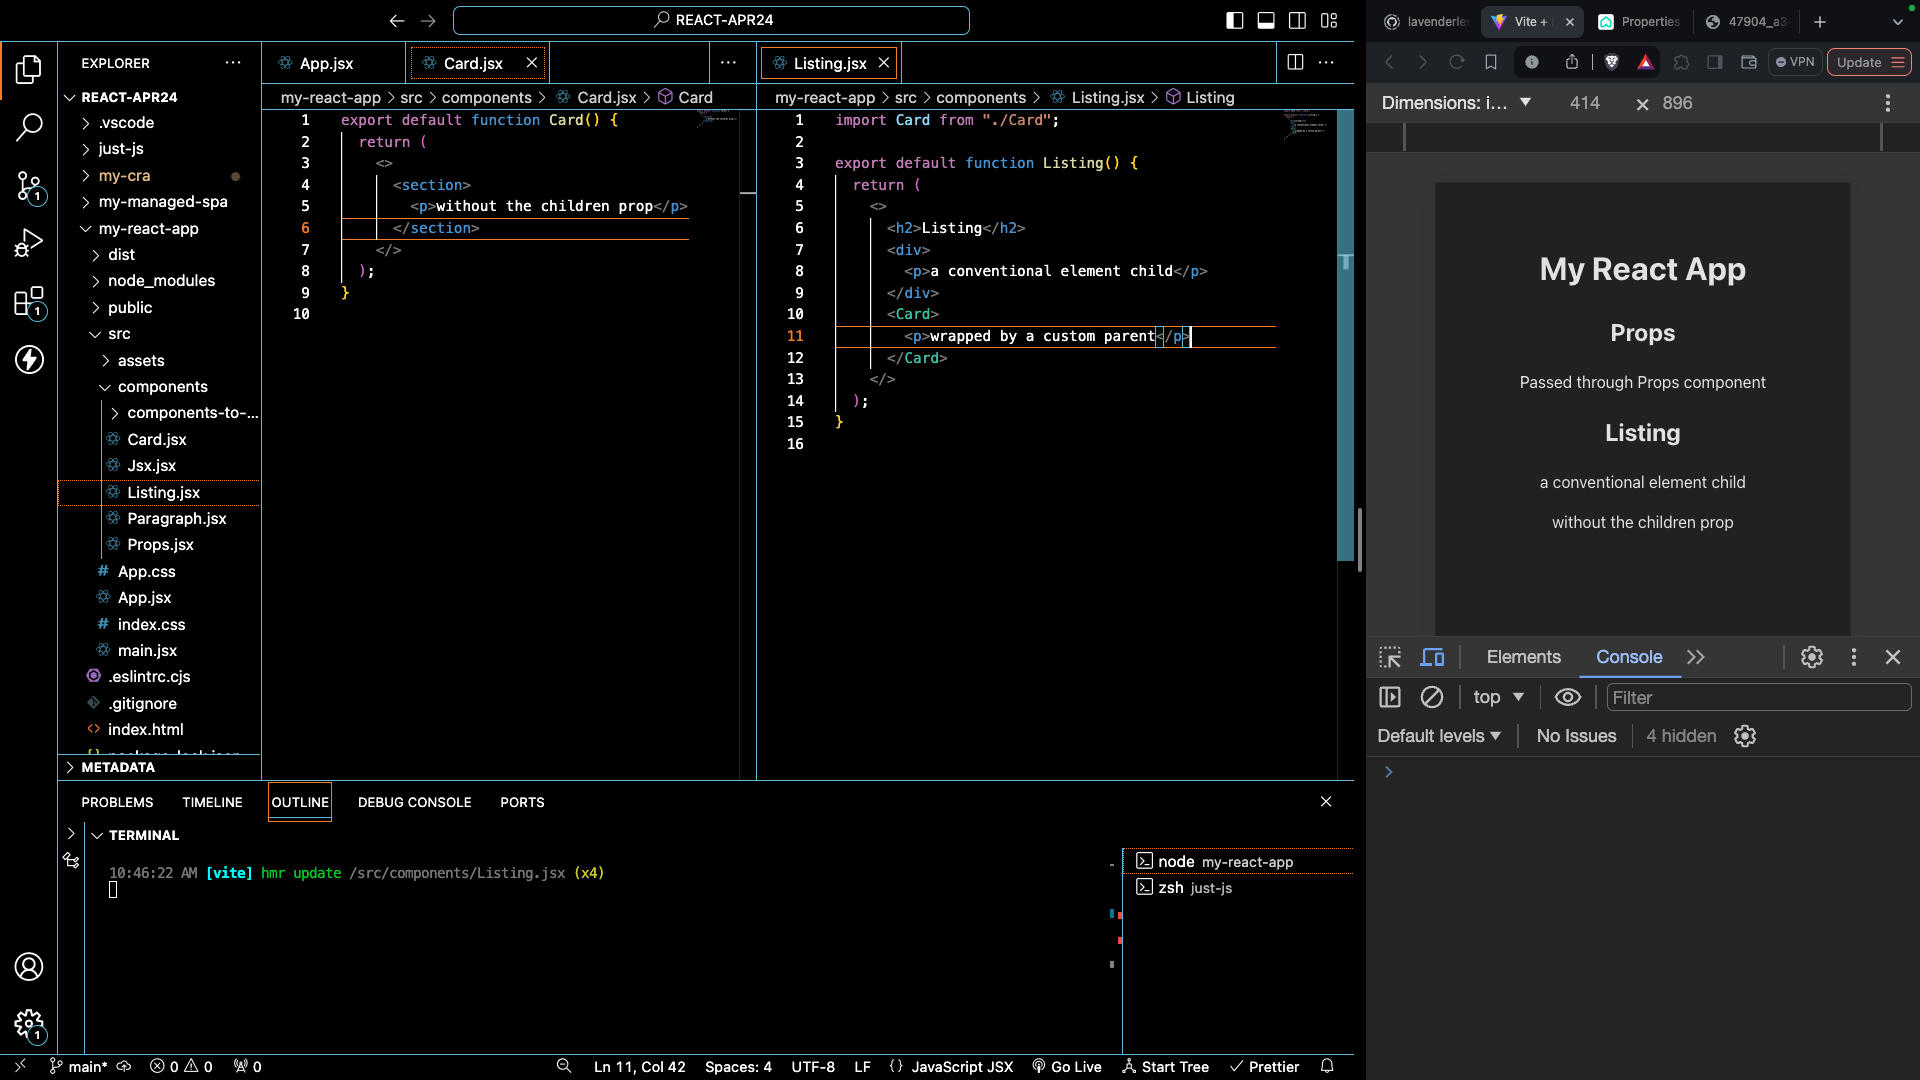 REACT-APR24
EXPLORER
REACT-APR24
.vscode
just-js
my-cra
my-managed-spa
my-react-app
dist
node_modules
public
src
assets
components
components-to-...
Card.jsx
Jsx.jsx
Listing.jsx
Paragraph.jsx
Props.jsx
# App.css
App.jsx
# index.css
main.jsx
.eslintrc.cjs
.gitignore
<> index.html
METADATA
1
1
1
App.jsx
Card.jsx
my-react-app > src > components > Card.jsx > Card
1 export default function Card() {
2 return (
3 <>
4 <section>
5 <p>without the children prop</p>
6 </section>
7 </>
8 );
9 }
10
Listing.jsx
my-react-app > src > components > Listing.jsx > Listing
1 import Card from "./Card";
2
3 export default function Listing() {
4 return (
5 <>
6 <h2>Listing</h2>
7 <div>
8 <p>a conventional element child</p>
9 </div>
10 <Card>
11 <p>wrapped by a custom parent</p>
12 </Card>
13 </>
14 );
15 }
16
PROBLEMS TIMELINE OUTLINE DEBUG CONSOLE PORTS
TERMINAL
10:46:22 AM [vite] hmr update /src/components/Listing.jsx (x4)
node my-react-app
zsh just-js
main* 0 0 0 Ln 11, Col 42 Spaces: 4 UTF-8 LF {} JavaScript JSX Go Live Start Tree Prettier
lavenderle Vite + Properties 47904_a3
VPN Update
Dimensions: i... 414 × 896
My React App
Props
Passed through Props component
Listing
a conventional element child
without the children prop
Elements Console
top Filter
Default levels No Issues 4 hidden